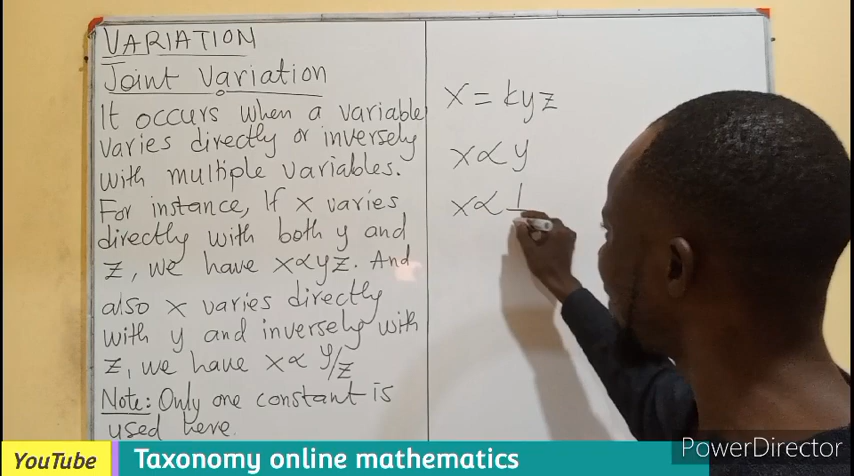 VARIATION
Joint Variation
It occurs when a variable
varies directly or inversely
with multiple variables.
For instance, If x varies
directly with both y and
z, we have x∝yz. And
also x varies directly
with y and inversely with
z, we have x∝ y/z
Note: Only one constant is
used here.
x = kyz
x∝y
x∝1
PowerDirector
YouTube
Taxonomy online mathematics